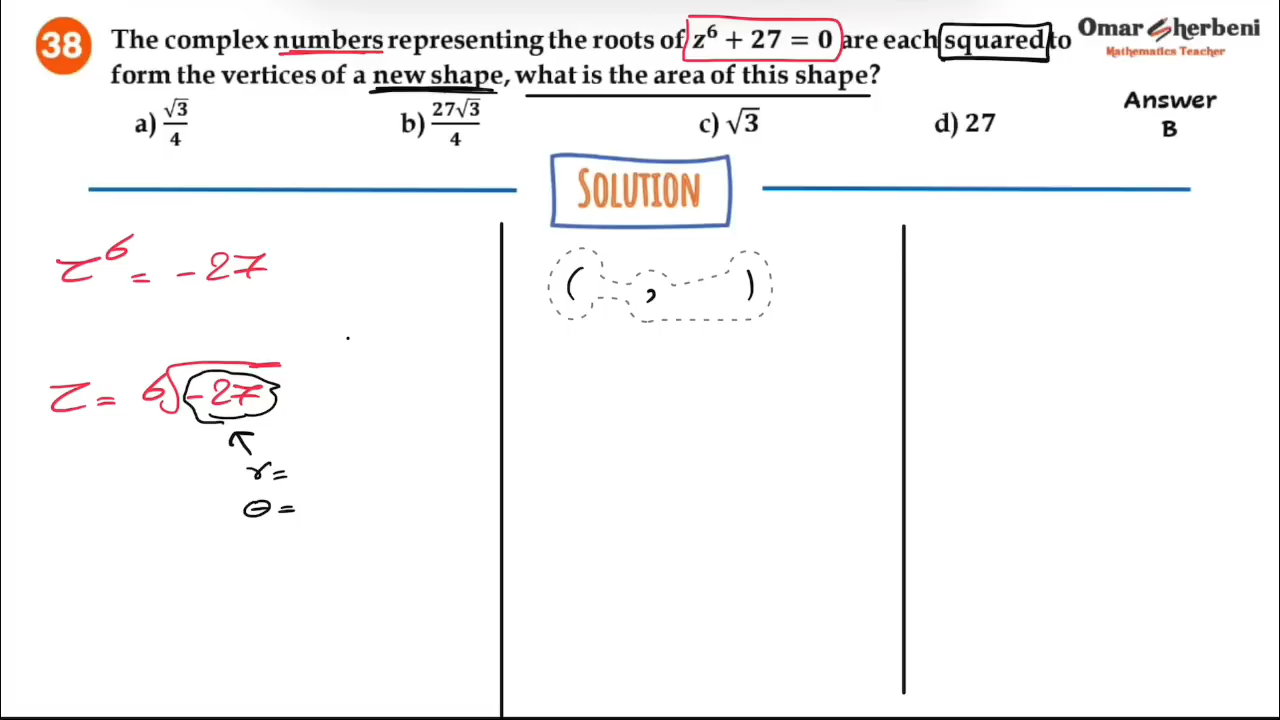 38 The complex numbers representing the roots of z⁶ + 27 = 0 are each squared to
form the vertices of a new shape, what is the area of this shape?
Omar Sherbeni
Mathematics Teacher
a) √3/4 b) 27√3/4 c) √3 d) 27
Answer
B
SOLUTION
z⁶ = -27
( , )
z = ⁶√-27
r =
θ =